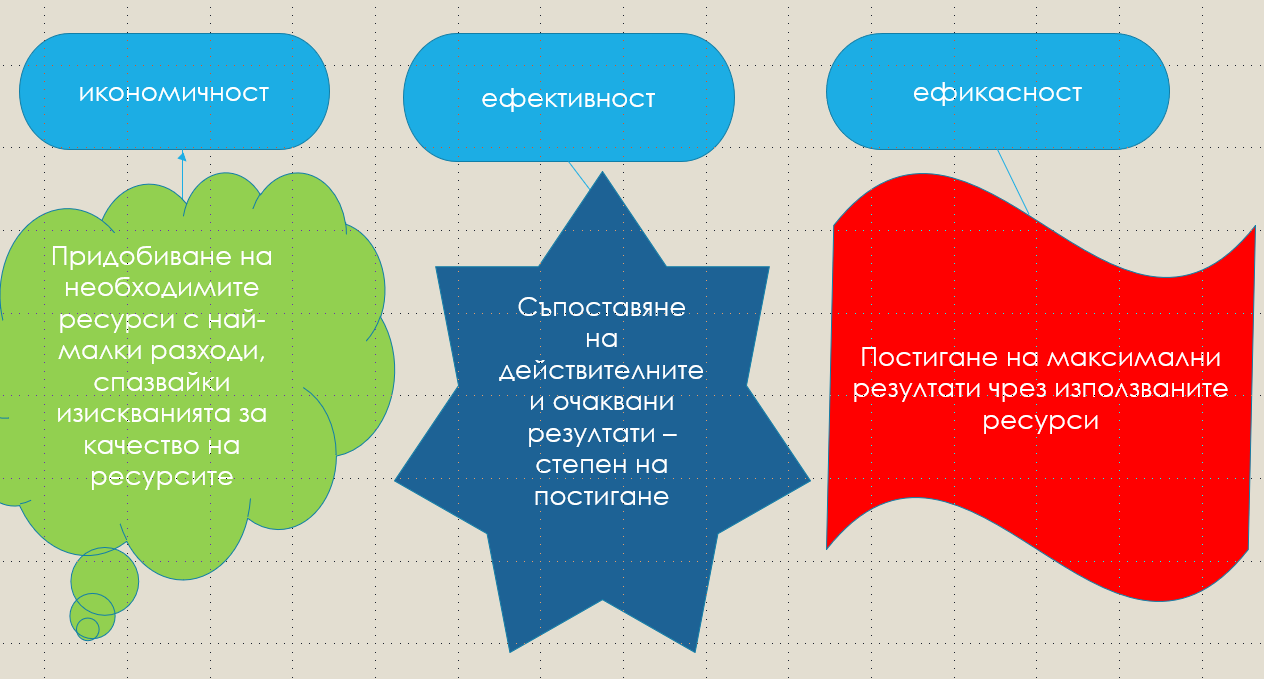 икономичност
ефективност
ефикасност
Придобиване на
необходимите
ресурси с най-
малки разходи,
спазвайки
изискванията за
качество на
ресурсите
Съпоставяне
на
действителните
и очаквани
резултати –
степен на
постигане
Постигане на максимални
резултати чрез използваните
ресурси